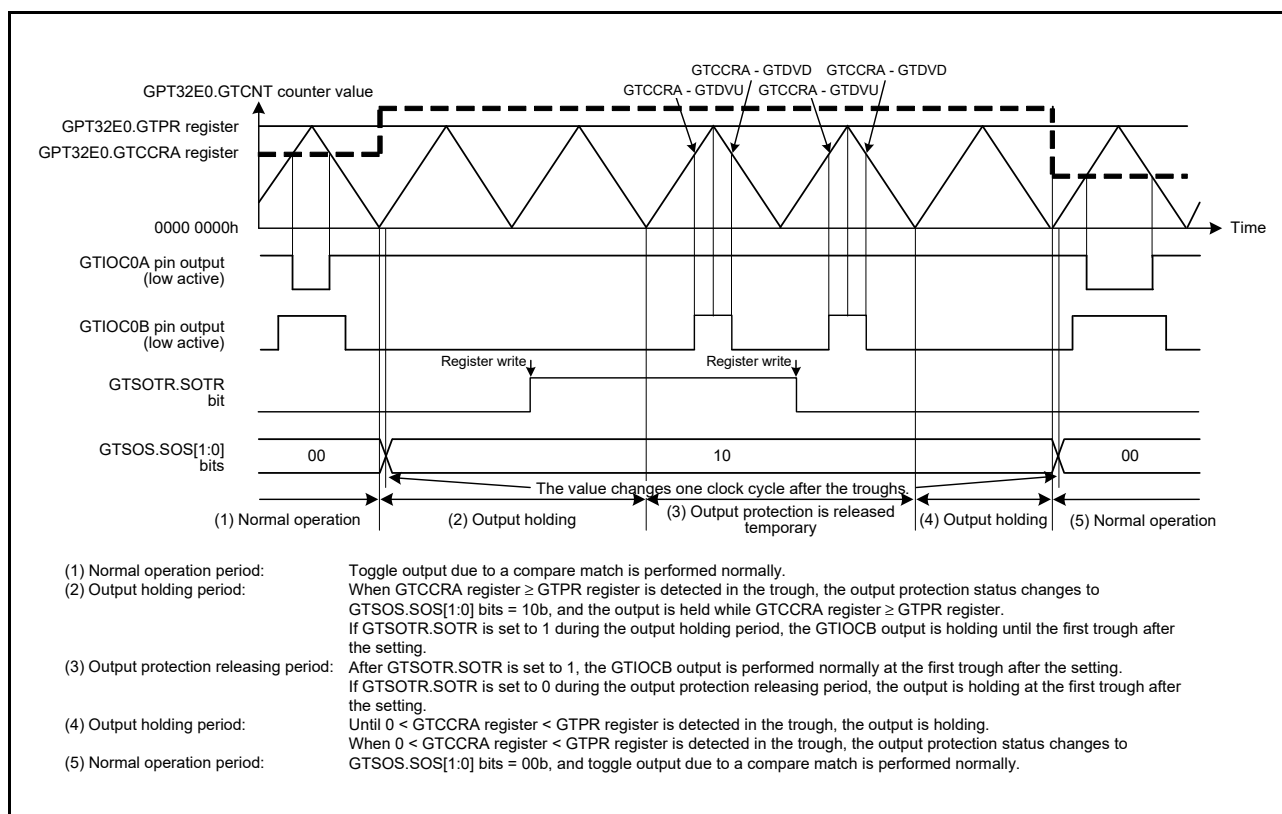 GTCCRA - GTDVD GTCCRA - GTDVD
GPT32E0.GTCNT counter value GTCCRA - GTDVU GTCCRA - GTDVU
GPT32E0.GTPR register
GPT32E0.GTCCRA register
0000 0000h Time
GTIOC0A pin output
(low active)
GTIOC0B pin output
(low active)
Register write Register write
GTSOTR.SOTR
bit
GTSOS.SOS[1:0]
bits
00 10 00
The value changes one clock cycle after the troughs.
(1) Normal operation (2) Output holding (3) Output protection is released
temporary (4) Output holding (5) Normal operation
(1) Normal operation period: Toggle output due to a compare match is performed normally.
(2) Output holding period: When GTCCRA register ≥ GTPR register is detected in the trough, the output protection status changes to
GTSOS.SOS[1:0] bits = 10b, and the output is held while GTCCRA register ≥ GTPR register.
If GTSOTR.SOTR is set to 1 during the output holding period, the GTIOCB output is holding until the first trough after
the setting.
(3) Output protection releasing period: After GTSOTR.SOTR is set to 1, the GTIOCB output is performed normally at the first trough after the setting.
If GTSOTR.SOTR is set to 0 during the output protection releasing period, the output is holding at the first trough after
the setting.
(4) Output holding period: Until 0 < GTCCRA register < GTPR register is detected in the trough, the output is holding.
When 0 < GTCCRA register < GTPR register is detected in the trough, the output protection status changes to
(5) Normal operation period: GTSOS.SOS[1:0] bits = 00b, and toggle output due to a compare match is performed normally.